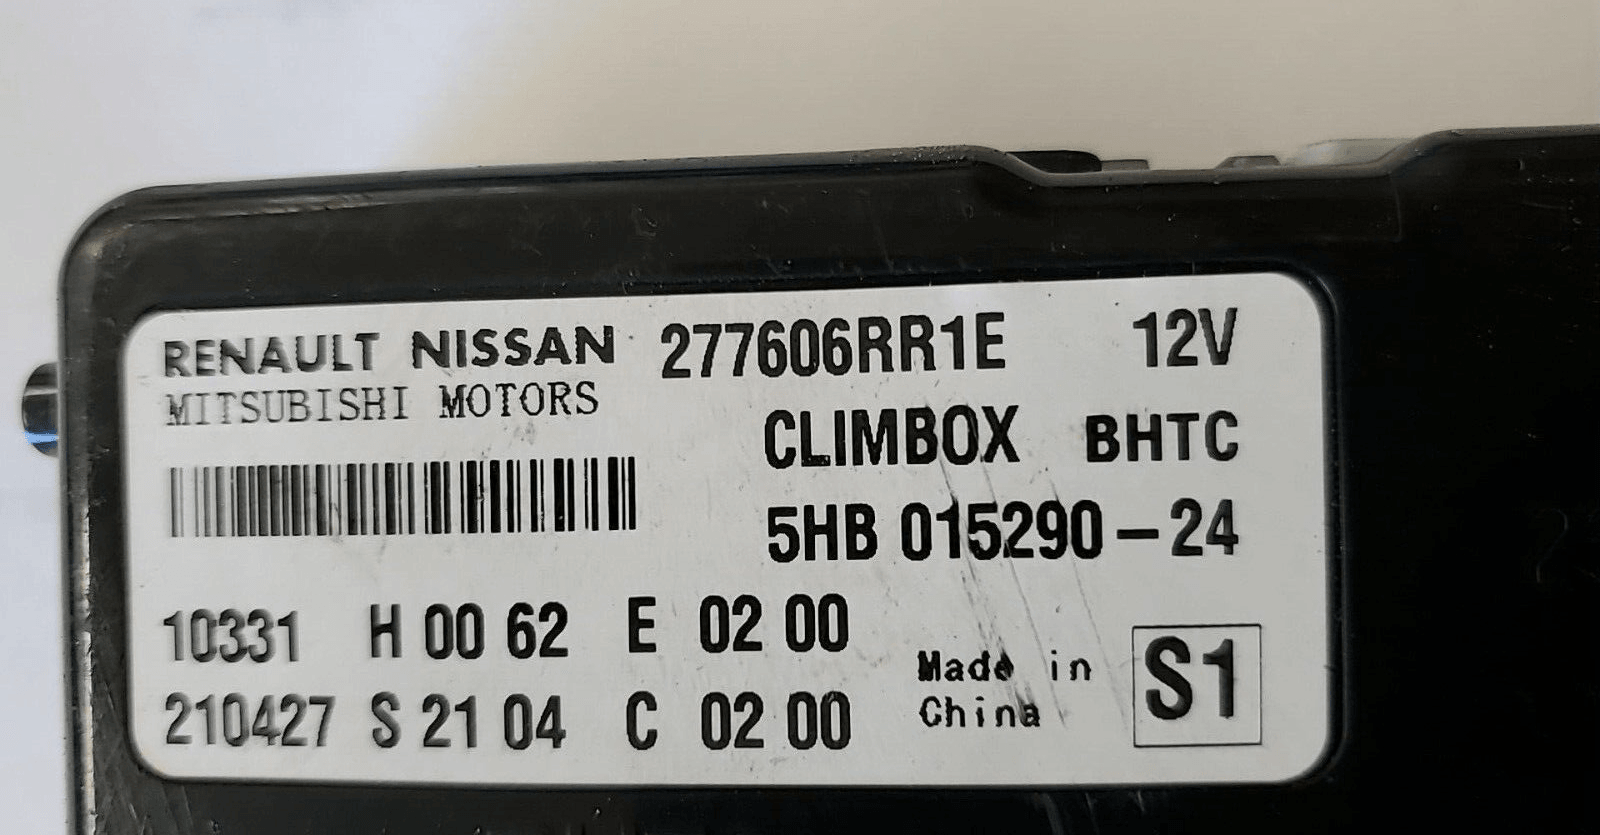 RENAULT NISSAN 277606RR1E 12V
MITSUBISHI MOTORS
CLIMBOX BHTC
5HB 015290-24
10331 H 00 62 E 02 00
Made in
China
S1
210427 S 21 04 C 02 00